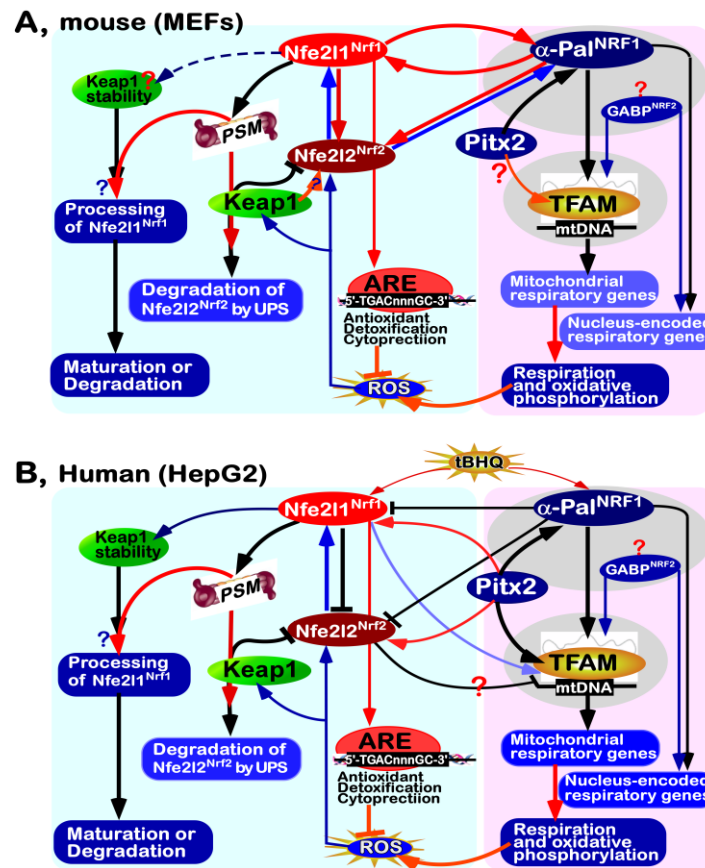 A, mouse (MEFs)
Nfe2l1Nrf1
α-PalNRF1
Keap1?
stability
PSM
?
GABPNRF2
Nfe2l2Nrf2
Pitx2
?
?
Keap1
?
TFAM
mtDNA
Processing
of Nfe2l1Nrf1
ARE
5'-TGACnnnGC-3'
Mitochondrial
respiratory genes
Degradation of
Nfe2l2Nrf2 by UPS
Antioxidant
Detoxification
Cytoprectiion
Nucleus-encoded
respiratory genes
Maturation or
Degradation
ROS
Respiration
and oxidative
phosphorylation
B, Human (HepG2)
tBHQ
Nfe2l1Nrf1
α-PalNRF1
Keap1
stability
PSM
?
GABPNRF2
Pitx2
Nfe2l2Nrf2
?
Processing
of Nfe2l1Nrf1
Keap1
?
TFAM
mtDNA
ARE
5'-TGACnnnGC-3'
Mitochondrial
respiratory genes
Degradation of
Nfe2l2Nrf2 by UPS
Antioxidant
Detoxification
Cytoprectiion
Nucleus-encoded
respiratory genes
Maturation or
Degradation
ROS
Respiration
and oxidative
phosphorylation